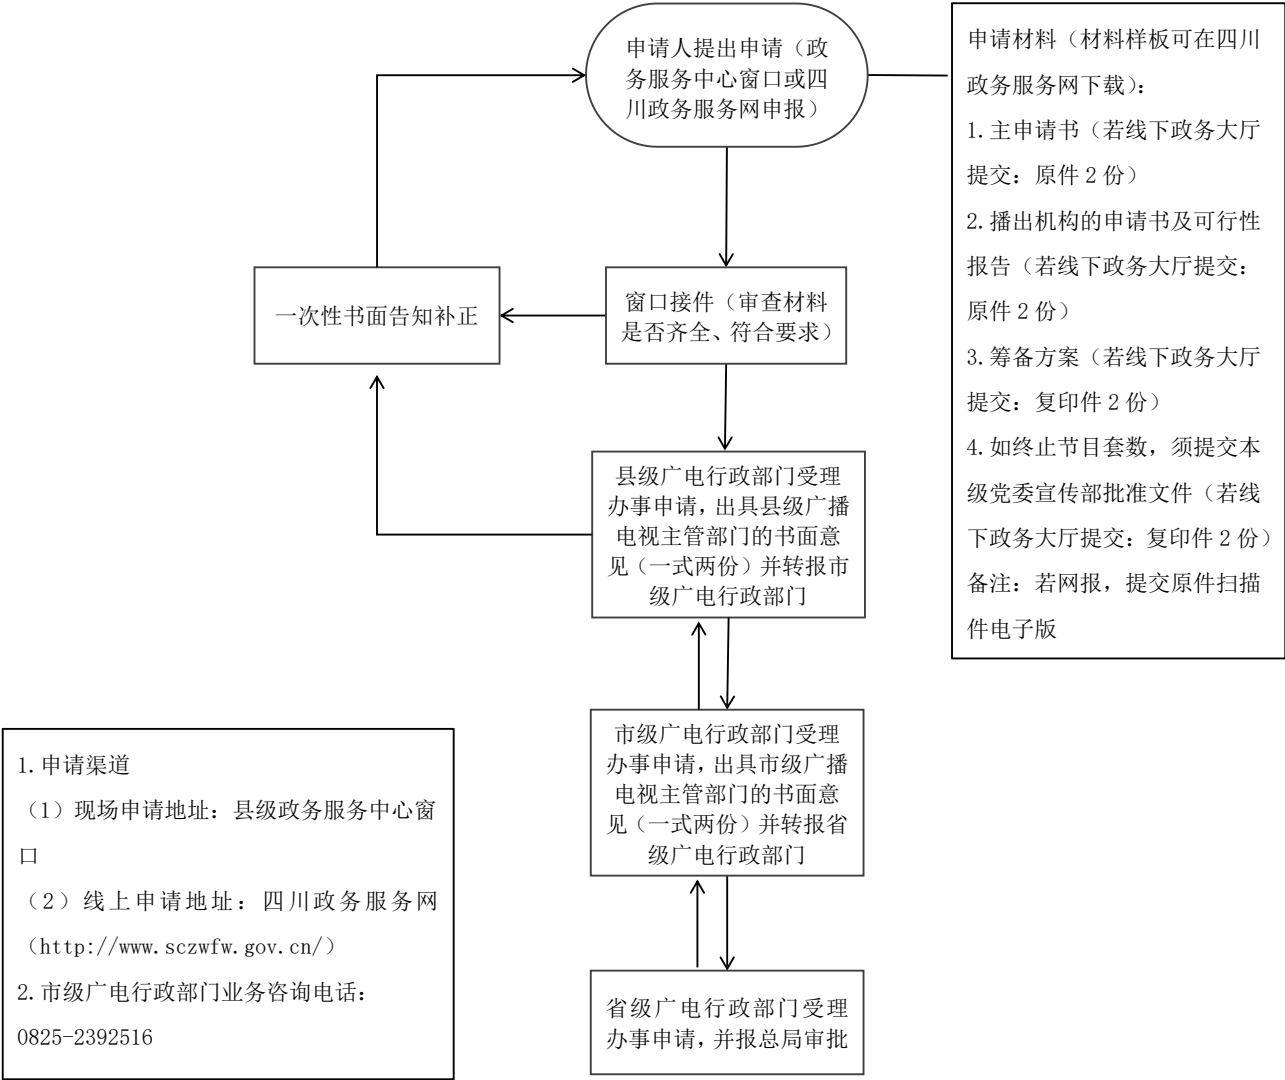 申请人提出申请（政
务服务中心窗口或四
川政务服务网申报）
申请材料（材料样板可在四川
政务服务网下载）：
1.主申请书（若线下政务大厅
提交：原件 2 份）
2.播出机构的申请书及可行性
报告（若线下政务大厅提交：
原件 2 份）
3.筹备方案（若线下政务大厅
提交：复印件 2 份）
4.如终止节目套数，须提交本
级党委宣传部批准文件（若线
下政务大厅提交：复印件 2 份）
备注：若网报，提交原件扫描
件电子版
一次性书面告知补正
窗口接件（审查材料
是否齐全、符合要求）
县级广电行政部门受理
办事申请，出具县级广播
电视主管部门的书面意
见（一式两份）并转报市
级广电行政部门
市级广电行政部门受理
办事申请，出具市级广播
电视主管部门的书面意
见（一式两份）并转报省
级广电行政部门
1.申请渠道
（1）现场申请地址：县级政务服务中心窗
口
（2）线上申请地址：四川政务服务网
（http://www.sczwfw.gov.cn/）
2.市级广电行政部门业务咨询电话：
0825-2392516
省级广电行政部门受理
办事申请，并报总局审批